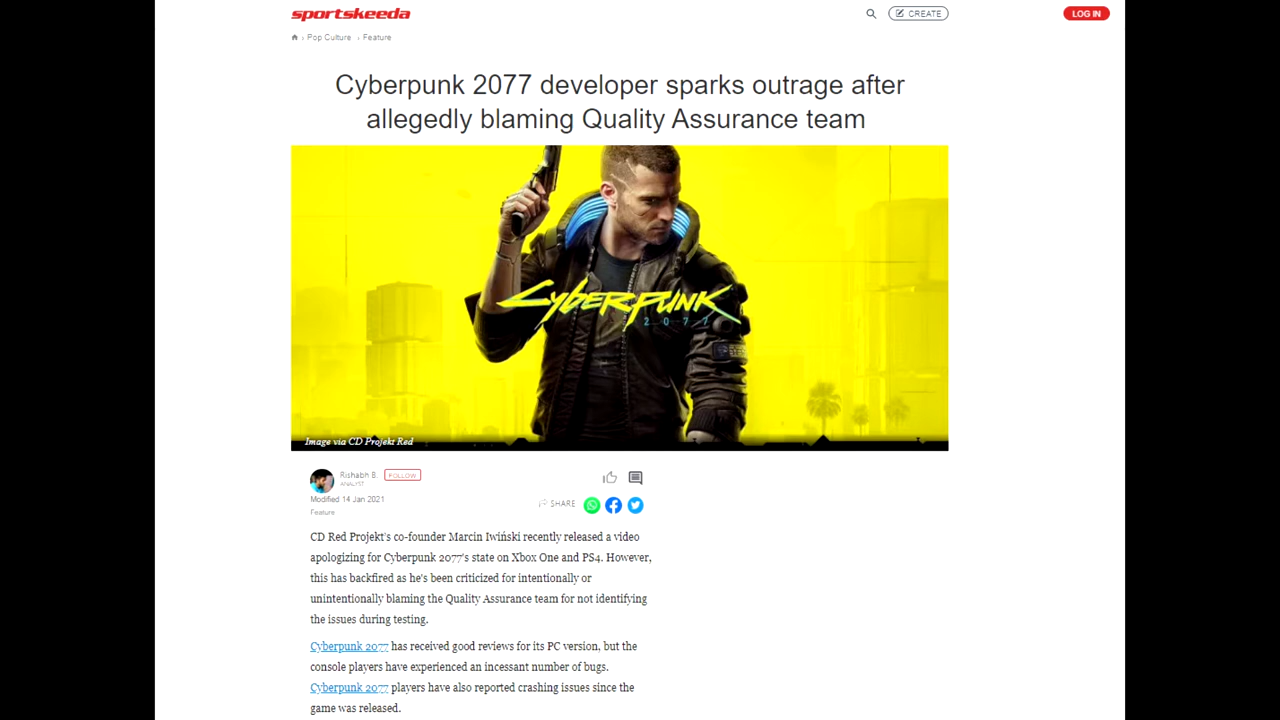 sportskeeda
CREATE
LOG IN
Pop Culture › Feature
Cyberpunk 2077 developer sparks outrage after
allegedly blaming Quality Assurance team
CYBERPUNK
2077
Image via CD Projekt Red
Rishabh B. FOLLOW
ANALYST
Modified 14 Jan 2021
SHARE
Feature
CD Red Projekt's co-founder Marcin Iwiński recently released a video
apologizing for Cyberpunk 2077's state on Xbox One and PS4. However,
this has backfired as he's been criticized for intentionally or
unintentionally blaming the Quality Assurance team for not identifying
the issues during testing.
Cyberpunk 2077 has received good reviews for its PC version, but the
console players have experienced an incessant number of bugs.
Cyberpunk 2077 players have also reported crashing issues since the
game was released.